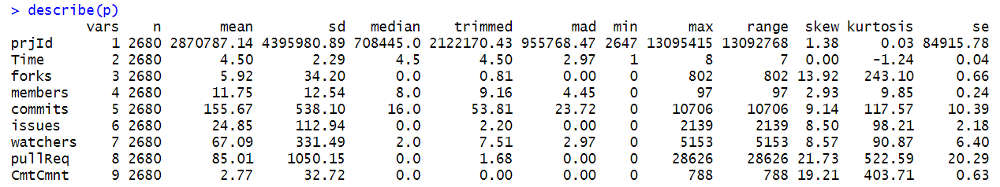 > describe(p)
vars n mean sd median trimmed mad min max range skew kurtosis se
prjId 1 2680 2870787.14 4395980.89 708445.0 2122170.43 955768.47 2647 13095415 13092768 1.38 0.03 84915.78
Time 2 2680 4.50 2.29 4.5 4.50 2.97 1 8 7 0.00 -1.24 0.04
forks 3 2680 5.92 34.20 0.0 0.81 0.00 0 802 802 13.92 243.10 0.66
members 4 2680 11.75 12.54 8.0 9.16 4.45 0 97 97 2.93 9.85 0.24
commits 5 2680 155.67 538.10 16.0 53.81 23.72 0 10706 10706 9.14 117.57 10.39
issues 6 2680 24.85 112.94 0.0 2.20 0.00 0 2139 2139 8.50 98.21 2.18
watchers 7 2680 67.09 331.49 2.0 7.51 2.97 0 5153 5153 8.57 90.87 6.40
pullReq 8 2680 85.01 1050.15 0.0 1.68 0.00 0 28626 28626 21.73 522.59 20.29
CmtCmnt 9 2680 2.77 32.72 0.0 0.00 0.00 0 788 788 19.21 403.71 0.63